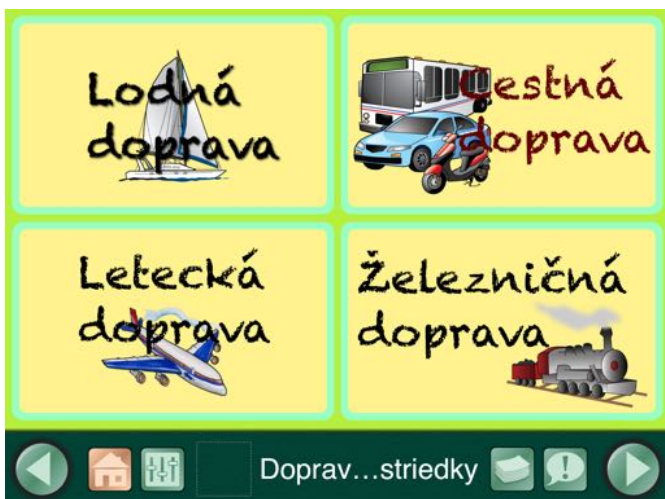 Lodná
doprava
Cestná
doprava
Letecká
doprava
Železničná
doprava
Doprav…striedky